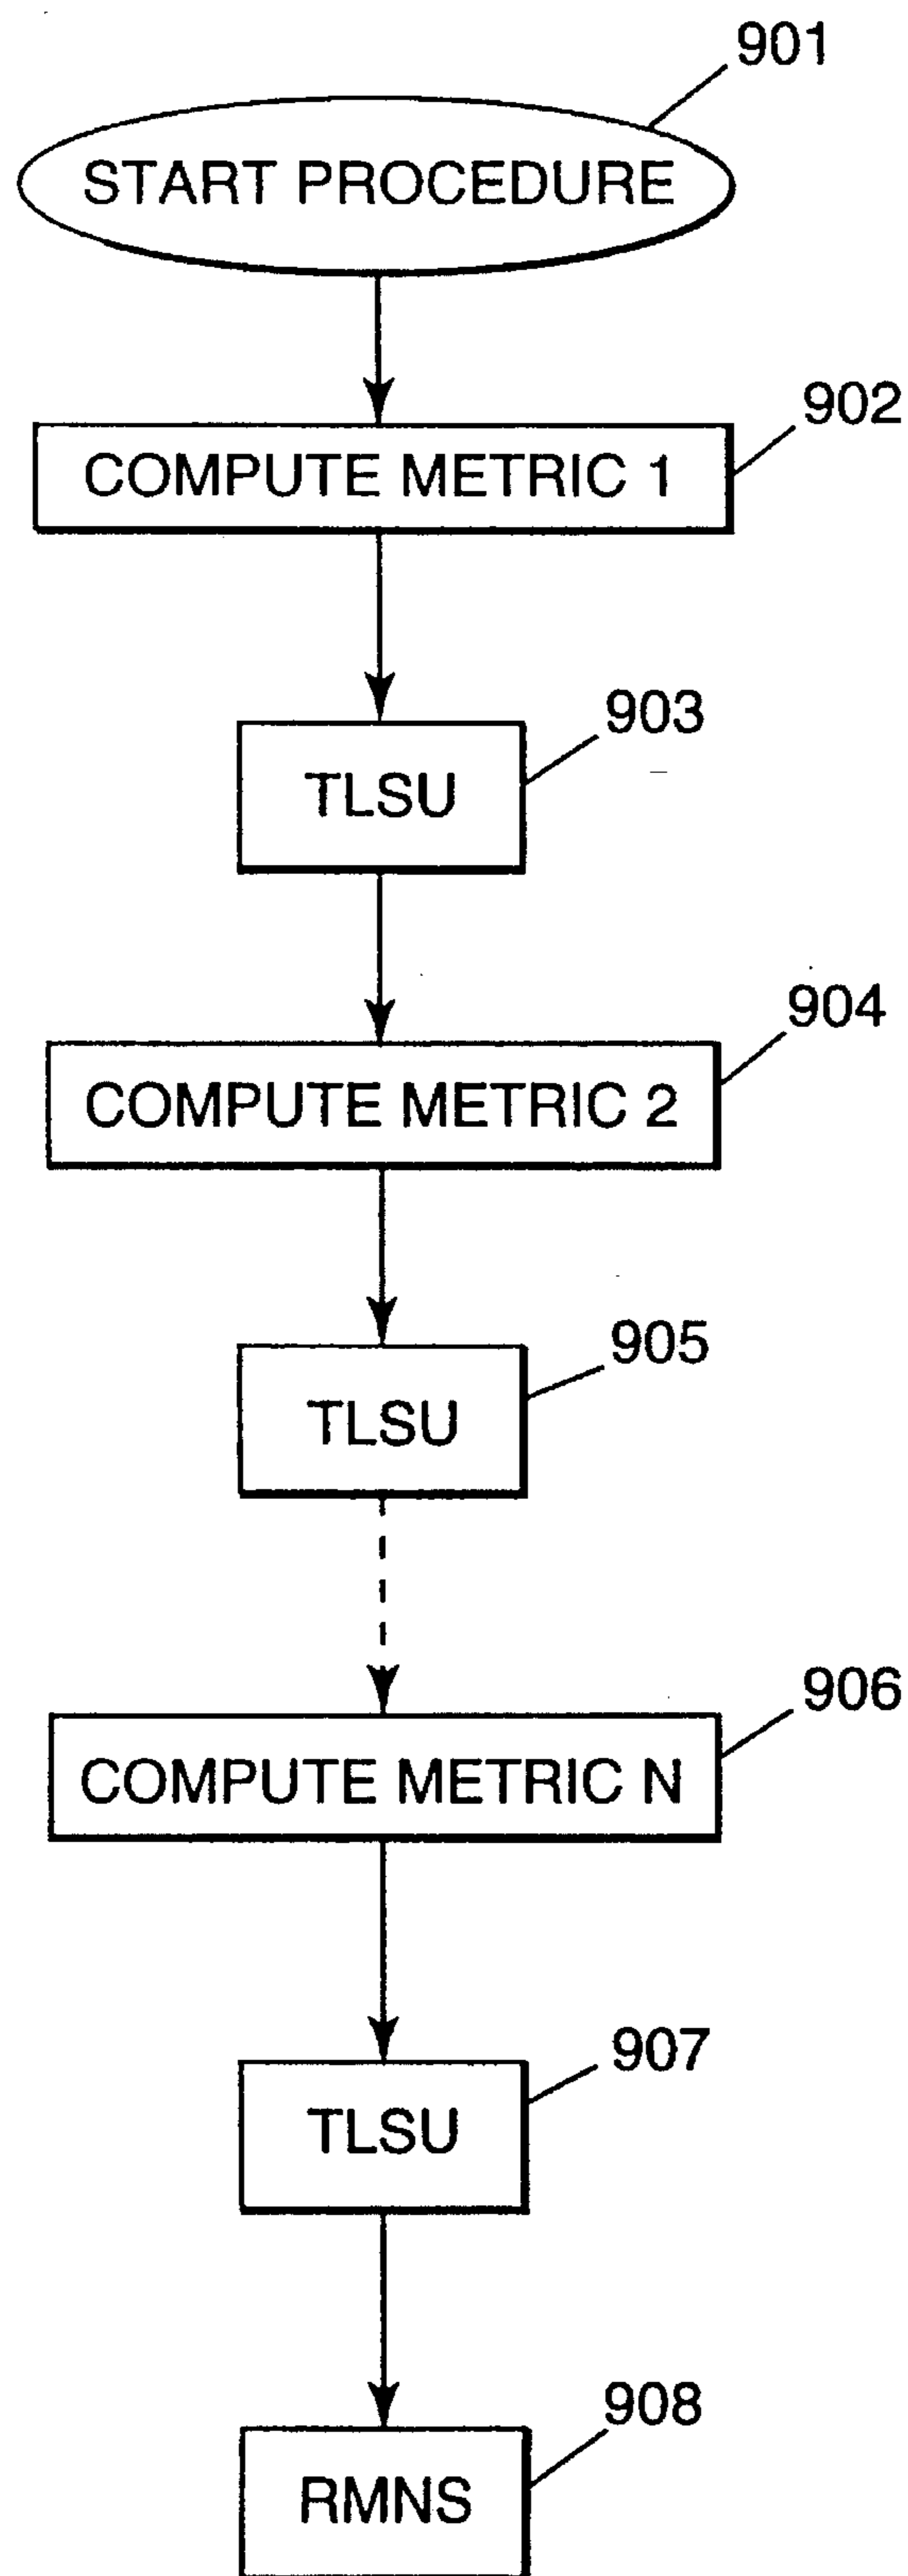 901
START PROCEDURE
902
COMPUTE METRIC 1
903
TLSU
904
COMPUTE METRIC 2
905
TLSU
906
COMPUTE METRIC N
907
TLSU
908
RMNS